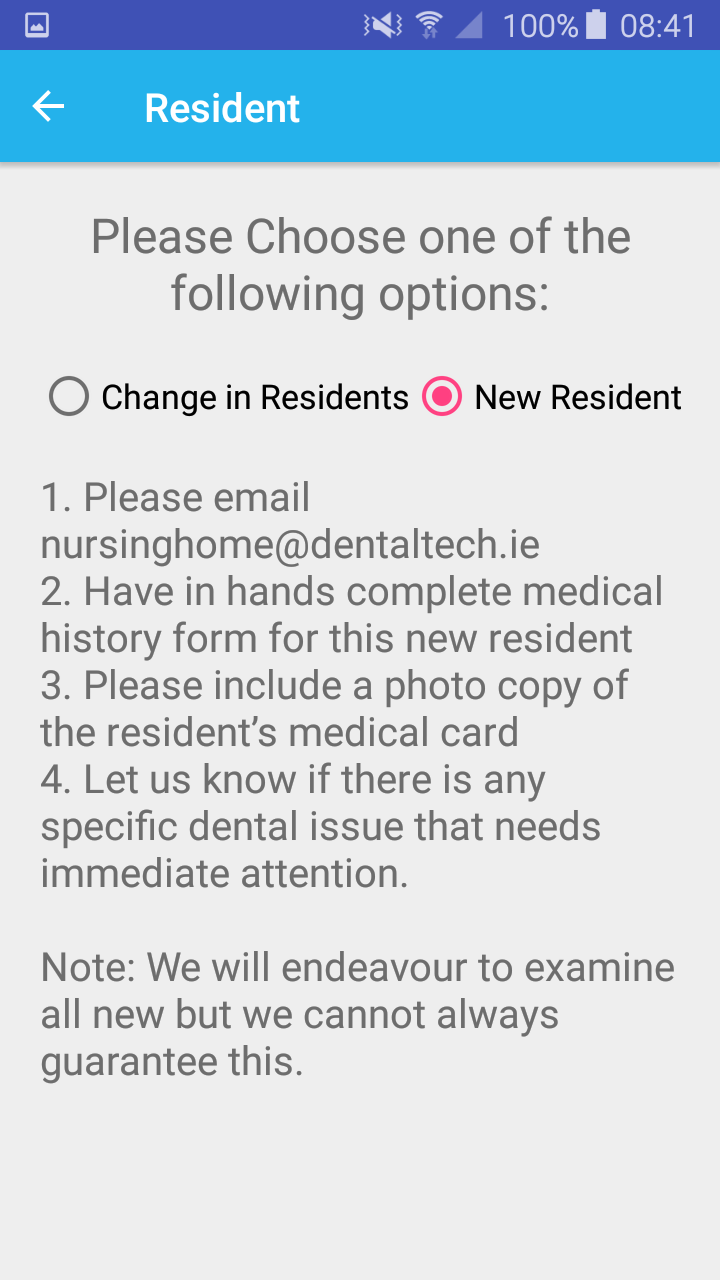 100% 08:41
Resident
Please Choose one of the
following options:
Change in Residents New Resident
1. Please email
nursinghome@dentaltech.ie
2. Have in hands complete medical
history form for this new resident
3. Please include a photo copy of
the resident’s medical card
4. Let us know if there is any
specific dental issue that needs
immediate attention.
Note: We will endeavour to examine
all new but we cannot always
guarantee this.